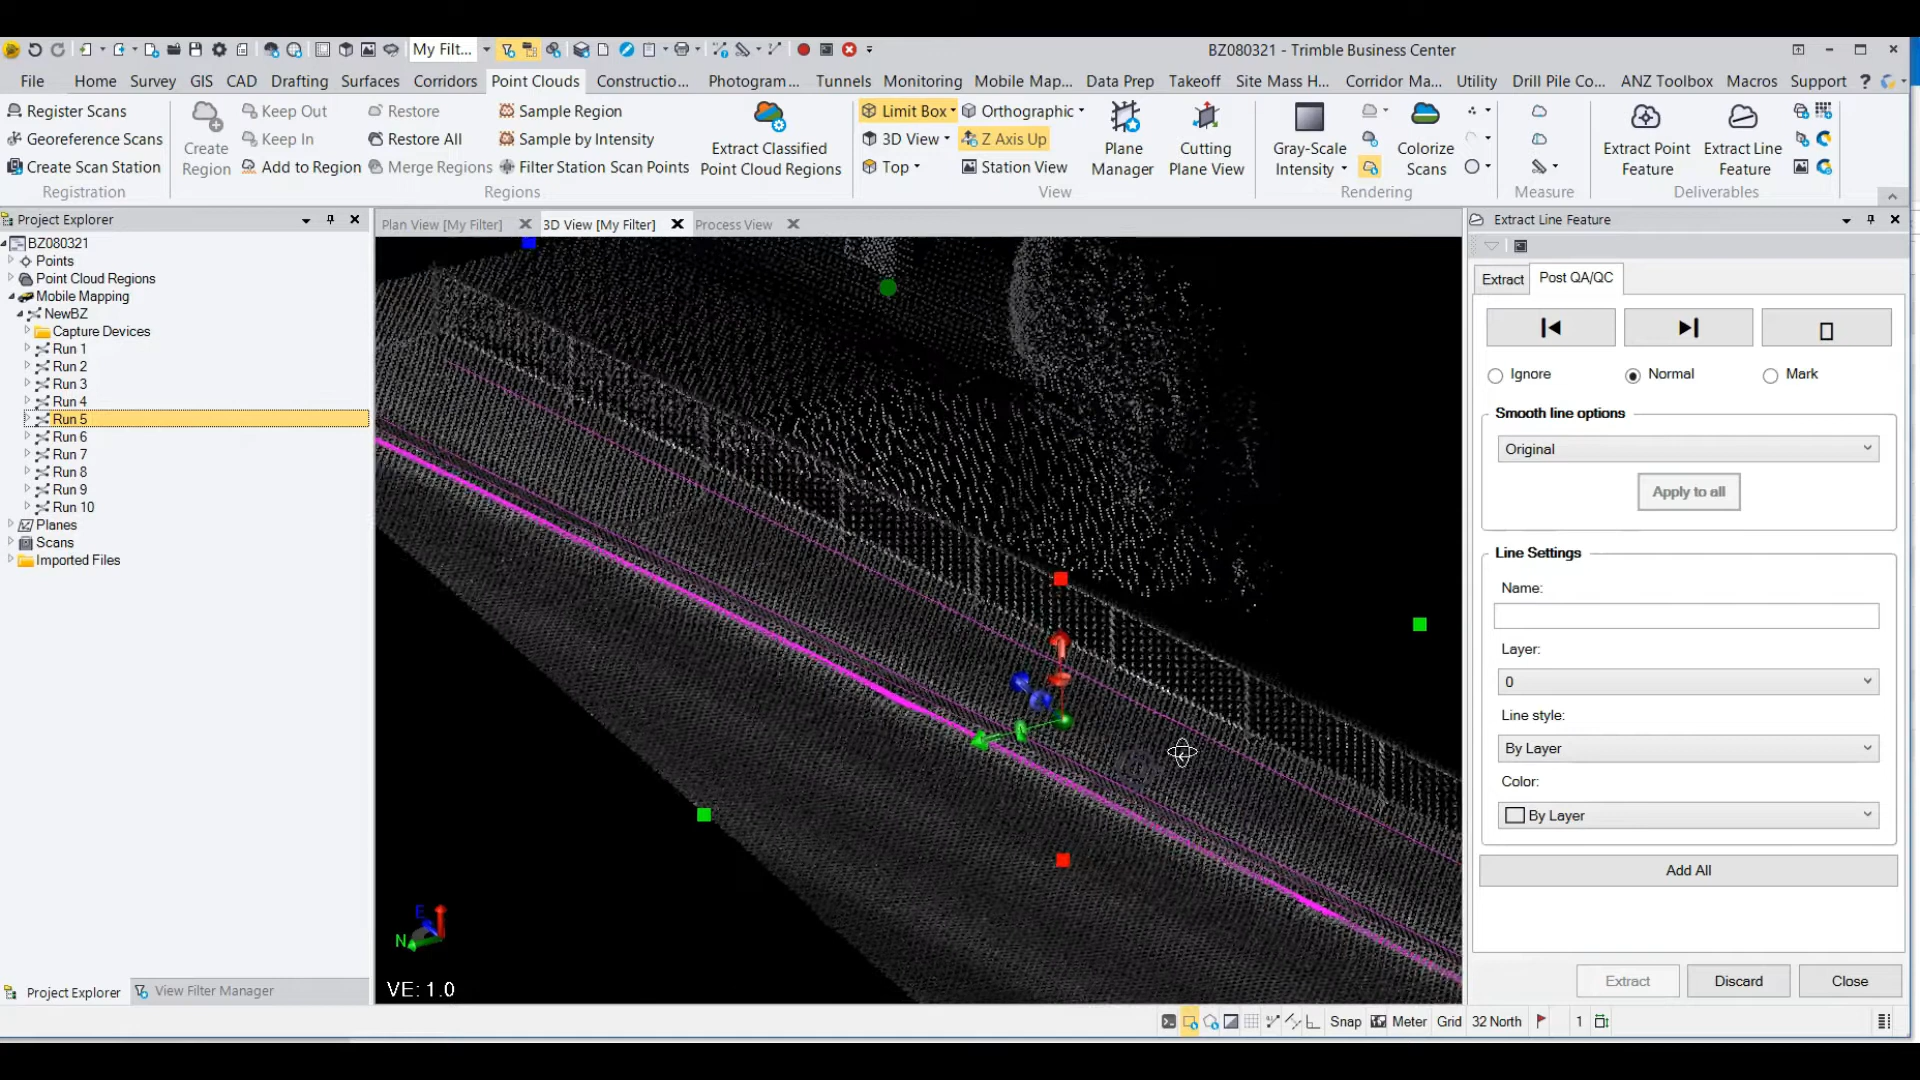 My Filt...
BZ080321 - Trimble Business Center
File Home Survey GIS CAD Drafting Surfaces Corridors Point Clouds Constructio... Photogram... Tunnels Monitoring Mobile Map... Data Prep Takeoff Site Mass H... Corridor Ma... Utility Drill Pile Co... ANZ Toolbox Macros Support ?
Register Scans
Georeference Scans
Create Scan Station
Registration
Create Region
Keep Out
Keep In
Add to Region
Restore
Restore All
Merge Regions
Sample Region
Sample by Intensity
Filter Station Scan Points
Regions
Extract Classified
Point Cloud Regions
Limit Box
3D View
Top
Orthographic
Z Axis Up
Station View
Plane
Manager
Cutting
Plane View
View
Gray-Scale
Intensity
Colorize
Scans
Rendering
Measure
Extract Point
Feature
Extract Line
Feature
Deliverables
Project Explorer
BZ080321
Points
Point Cloud Regions
Mobile Mapping
NewBZ
Capture Devices
Run 1
Run 2
Run 3
Run 4
Run 5
Run 6
Run 7
Run 8
Run 9
Run 10
Planes
Scans
Imported Files
Project Explorer
View Filter Manager
Plan View [My Filter]
3D View [My Filter]
Process View
E
N
VE: 1.0
Extract Line Feature
Extract
Post QA/QC
Ignore
Normal
Mark
Smooth line options
Original
Apply to all
Line Settings
Name:
Layer:
0
Line style:
By Layer
Color:
By Layer
Add All
Extract
Discard
Close
Snap
Meter
Grid
32 North
1